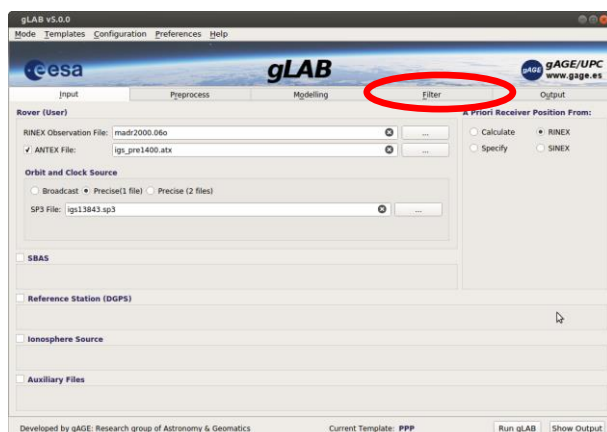 gLAB v5.0.0
Mode Templates Configuration Preferences Help
esa
gLAB
gAGE
gAGE/UPC
www.gage.es
Input Preprocess Modelling Filter Output
Rover (User)
A Priori Receiver Position From:
RINEX Observation File: madr2000.06o ...
Calculate RINEX
ANTEX File: igs_pre1400.atx ...
Specify SINEX
Orbit and Clock Source
Broadcast Precise(1 file) Precise (2 files)
SP3 File: igs13843.sp3 ...
SBAS
Reference Station (DGPS)
Ionosphere Source
Auxiliary Files
Developed by gAGE: Research group of Astronomy & Geomatics Current Template: PPP Run gLAB Show Output